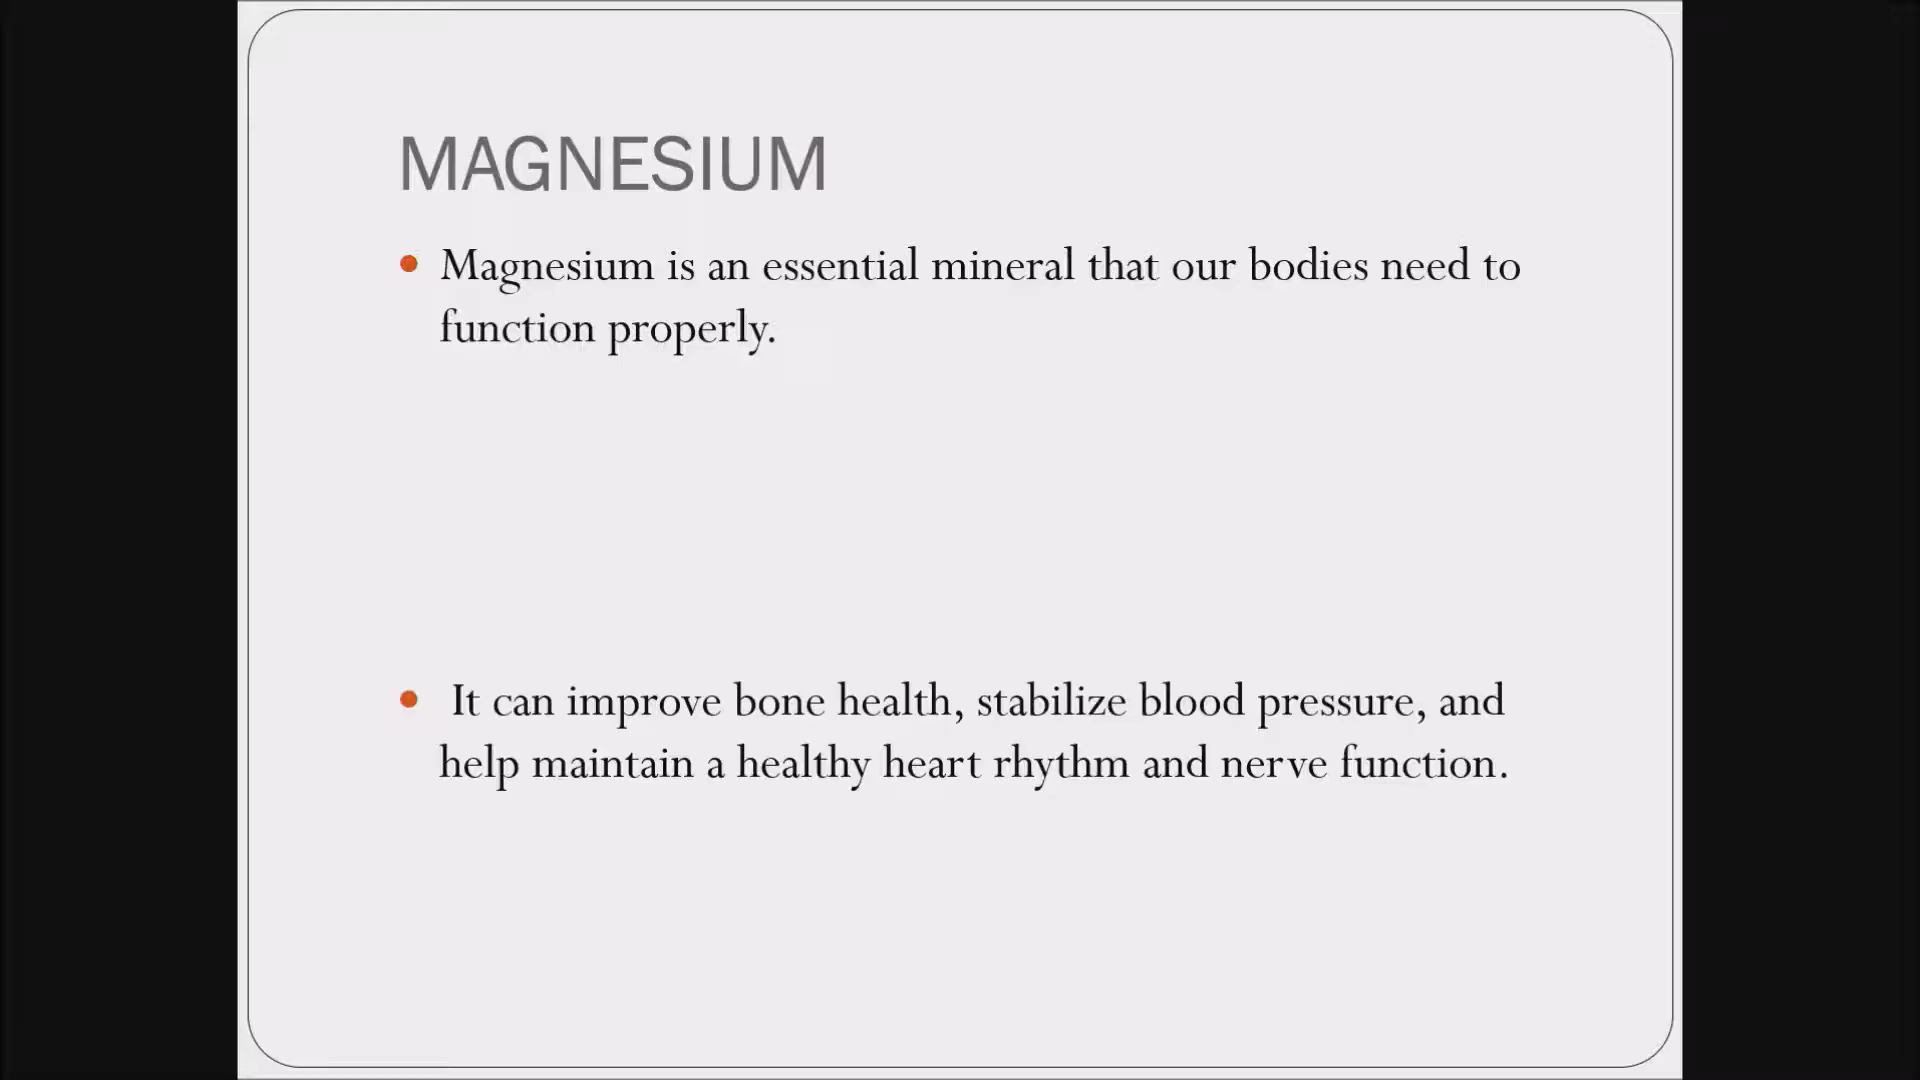 MAGNESIUM
Magnesium is an essential mineral that our bodies need to
function properly.
It can improve bone health, stabilize blood pressure, and
help maintain a healthy heart rhythm and nerve function.